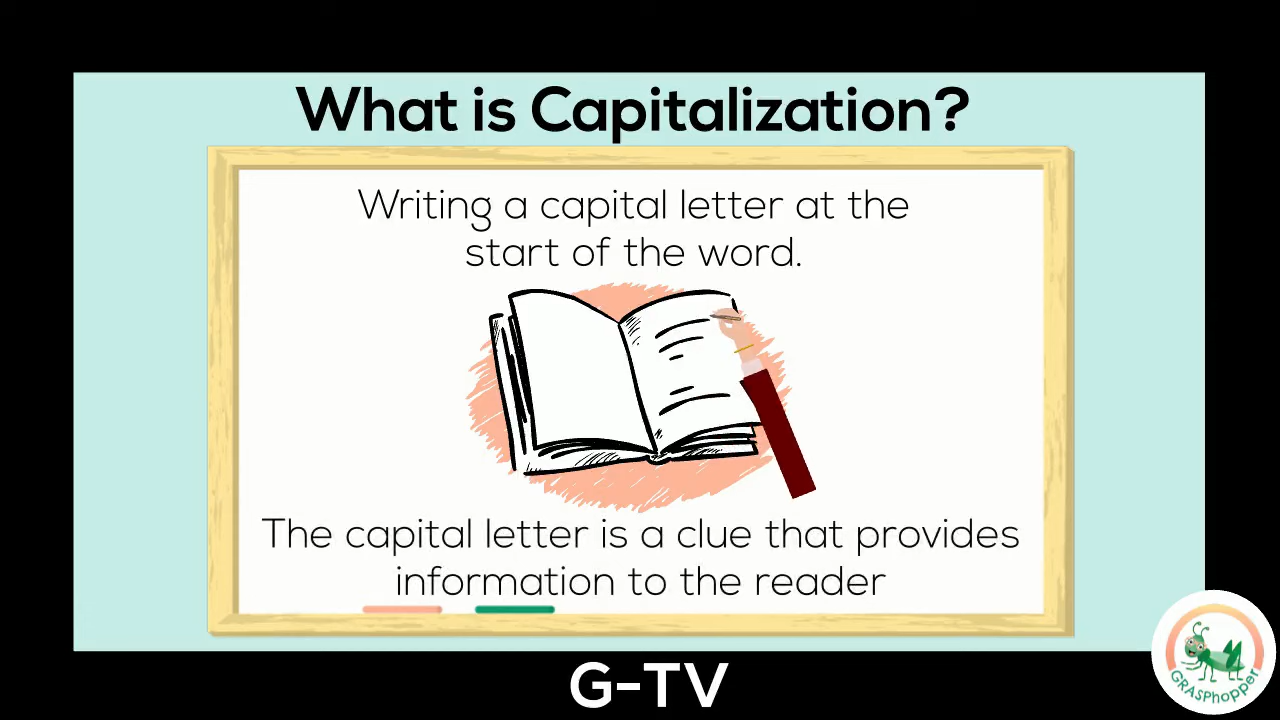 What is Capitalization?
Writing a capital letter at the
start of the word.
The capital letter is a clue that provides
information to the reader
G-TV
GRASPhopper